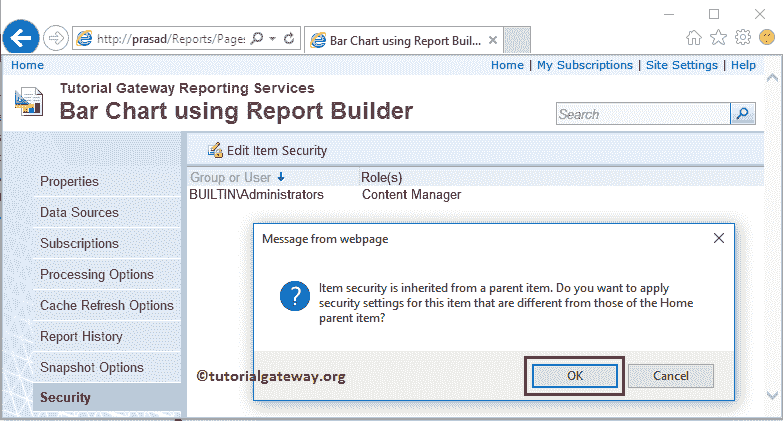 http://prasad/Reports/Page:
Bar Chart using Report Buil...
Home
Home | My Subscriptions | Site Settings | Help
Tutorial Gateway Reporting Services
Bar Chart using Report Builder
Search
Edit Item Security
Properties
Data Sources
Subscriptions
Processing Options
Cache Refresh Options
Report History
Snapshot Options
Security
Group or User Role(s)
BUILTIN\Administrators Content Manager
Message from webpage
Item security is inherited from a parent item. Do you want to apply
security settings for this item that are different from those of the Home
parent item?
©tutorialgateway.org
OK Cancel